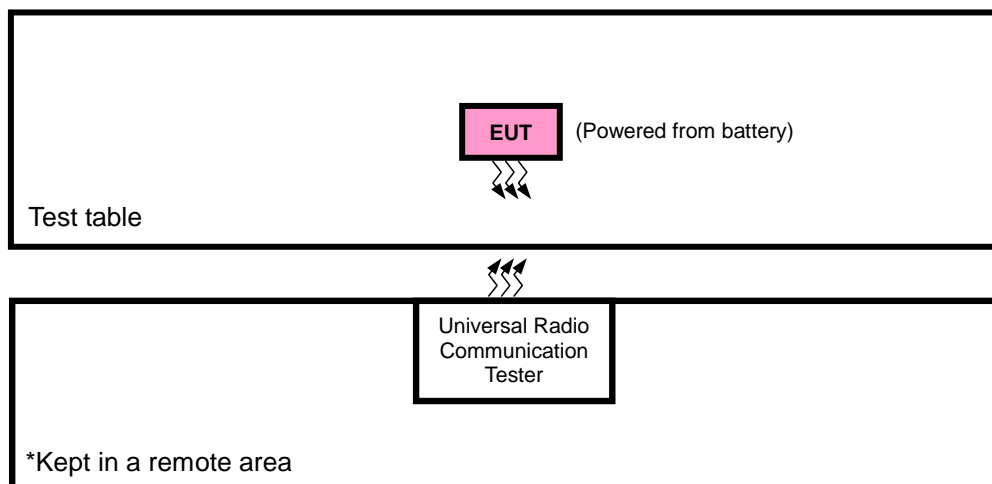 EUT
(Powered from battery)
Test table
Universal Radio
Communication
Tester
*Kept in a remote area